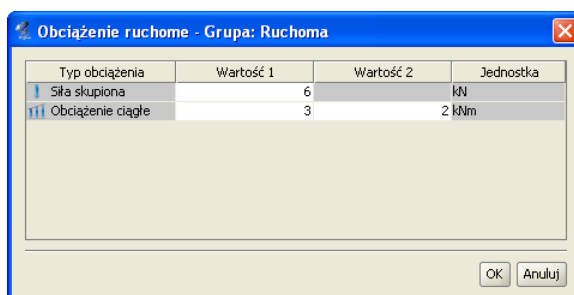 Obciążenie ruchome - Grupa: Ruchoma
Typ obciążenia Wartość 1 Wartość 2 Jednostka
Siła skupiona 6 kN
Obciążenie ciągłe 3 2 kNm
OK Anuluj